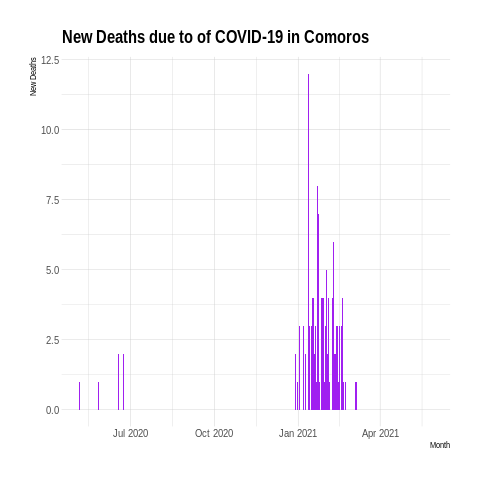 New Deaths due to of COVID-19 in Comoros
New Deaths
12.5
10.0
7.5
5.0
2.5
0.0
Jul 2020
Oct 2020
Jan 2021
Apr 2021
Month